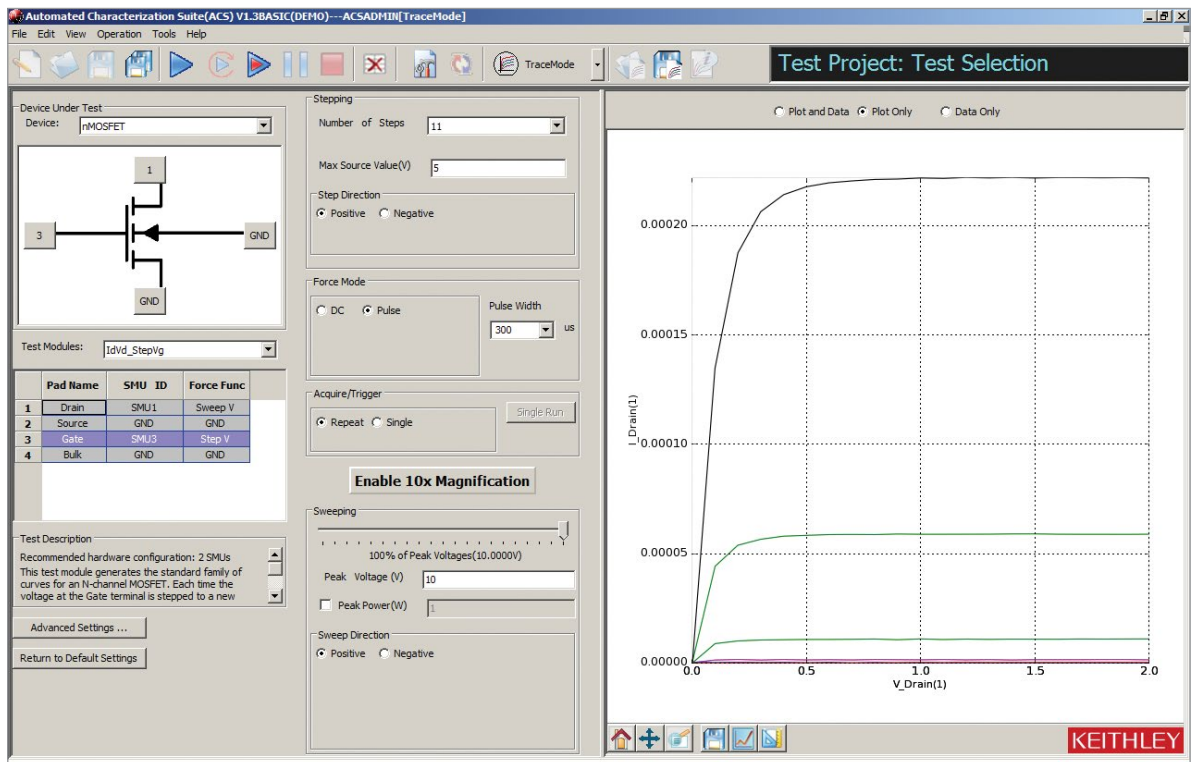 Automated Characterization Suite(ACS) V1.3BASIC(DEMO)---ACSADMIN[TraceMode]
File Edit View Operation Tools Help
TraceMode
Test Project: Test Selection
Device Under Test
Device: nMOSFET
1
3
GND
GND
Test Modules: IdVd_StepVg
Pad Name SMU ID Force Func
1 Drain SMU1 Sweep V
2 Source GND GND
3 Gate SMU3 Step V
4 Bulk GND GND
Test Description
Recommended hardware configuration: 2 SMUs
This test module generates the standard family of
curves for an N-channel MOSFET. Each time the
voltage at the Gate terminal is stepped to a new
Advanced Settings ...
Return to Default Settings
Stepping
Number of Steps 11
Max Source Value(V) 5
Step Direction
Positive Negative
Force Mode
DC Pulse
Pulse Width
300 us
Acquire/Trigger
Repeat Single
Single Run
Enable 10x Magnification
Sweeping
100% of Peak Voltages(10.0000V)
Peak Voltage (V) 10
Peak Power(W) 1
Sweep Direction
Positive Negative
Plot and Data Plot Only Data Only
0.00020
0.00015
0.00010
0.00005
0.00000
I_Drain(1)
0.0 0.5 1.0 1.5 2.0
V_Drain(1)
KEITHLEY